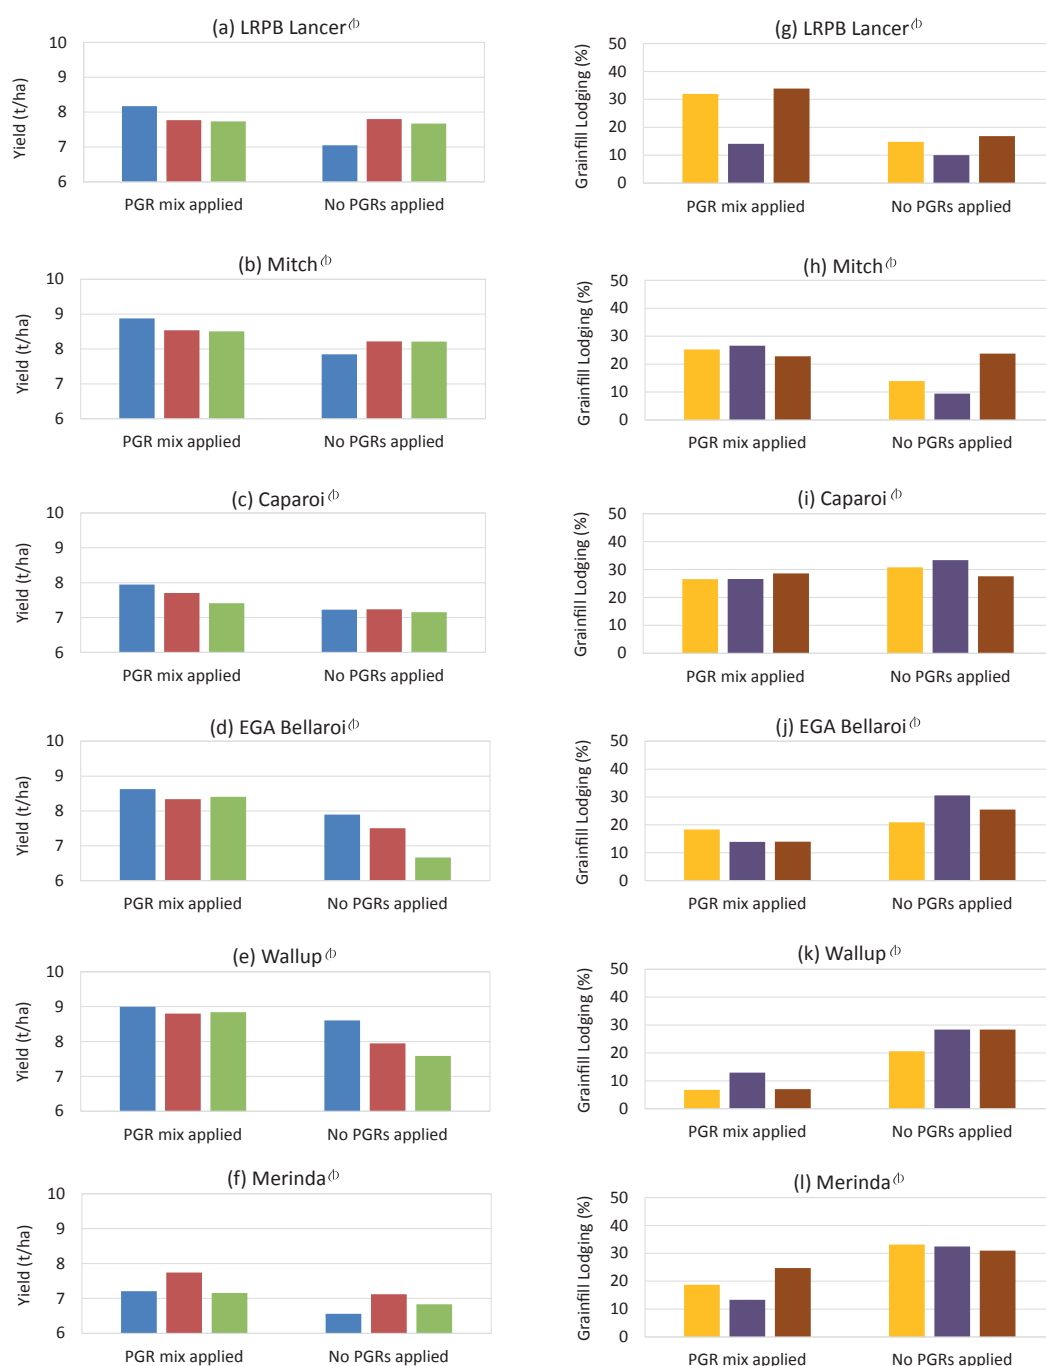 (a) LRPB Lancer
Yield (t/ha)
10
9
8
7
6
PGR mix applied No PGRs applied
(g) LRPB Lancer
Grainfill Lodging (%)
50
40
30
20
10
0
PGR mix applied No PGRs applied
(b) Mitch
Yield (t/ha)
10
9
8
7
6
PGR mix applied No PGRs applied
(h) Mitch
Grainfill Lodging (%)
50
40
30
20
10
0
PGR mix applied No PGRs applied
(c) Caparoi
Yield (t/ha)
10
9
8
7
6
PGR mix applied No PGRs applied
(i) Caparoi
Grainfill Lodging (%)
50
40
30
20
10
0
PGR mix applied No PGRs applied
(d) EGA Bellaroi
Yield (t/ha)
10
9
8
7
6
PGR mix applied No PGRs applied
(j) EGA Bellaroi
Grainfill Lodging (%)
50
40
30
20
10
0
PGR mix applied No PGRs applied
(e) Wallup
Yield (t/ha)
10
9
8
7
6
PGR mix applied No PGRs applied
(k) Wallup
Grainfill Lodging (%)
50
40
30
20
10
0
PGR mix applied No PGRs applied
(f) Merinda
Yield (t/ha)
10
9
8
7
6
PGR mix applied No PGRs applied
(l) Merinda
Grainfill Lodging (%)
50
40
30
20
10
0
PGR mix applied No PGRs applied